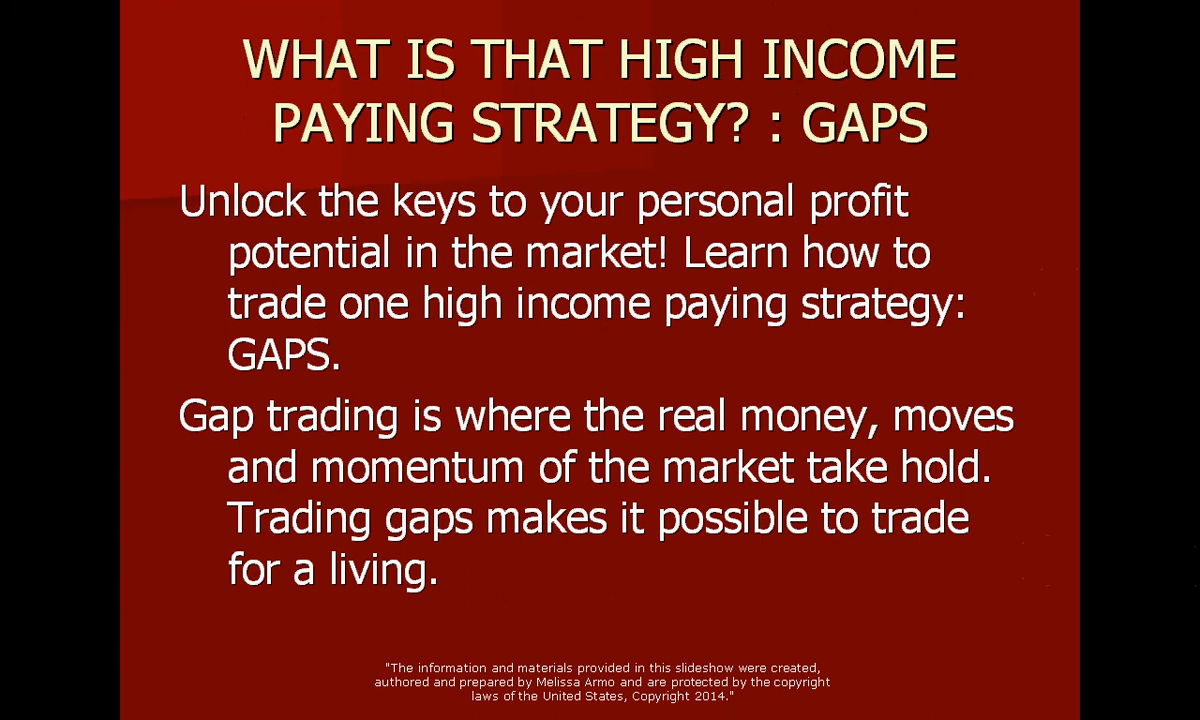 WHAT IS THAT HIGH INCOME
PAYING STRATEGY? : GAPS
Unlock the keys to your personal profit
potential in the market! Learn how to
trade one high income paying strategy:
GAPS.
Gap trading is where the real money, moves
and momentum of the market take hold.
Trading gaps makes it possible to trade
for a living.
"The information and materials provided in this slideshow were created,
authored and prepared by Melissa Armo and are protected by the copyright
laws of the United States, Copyright 2014."